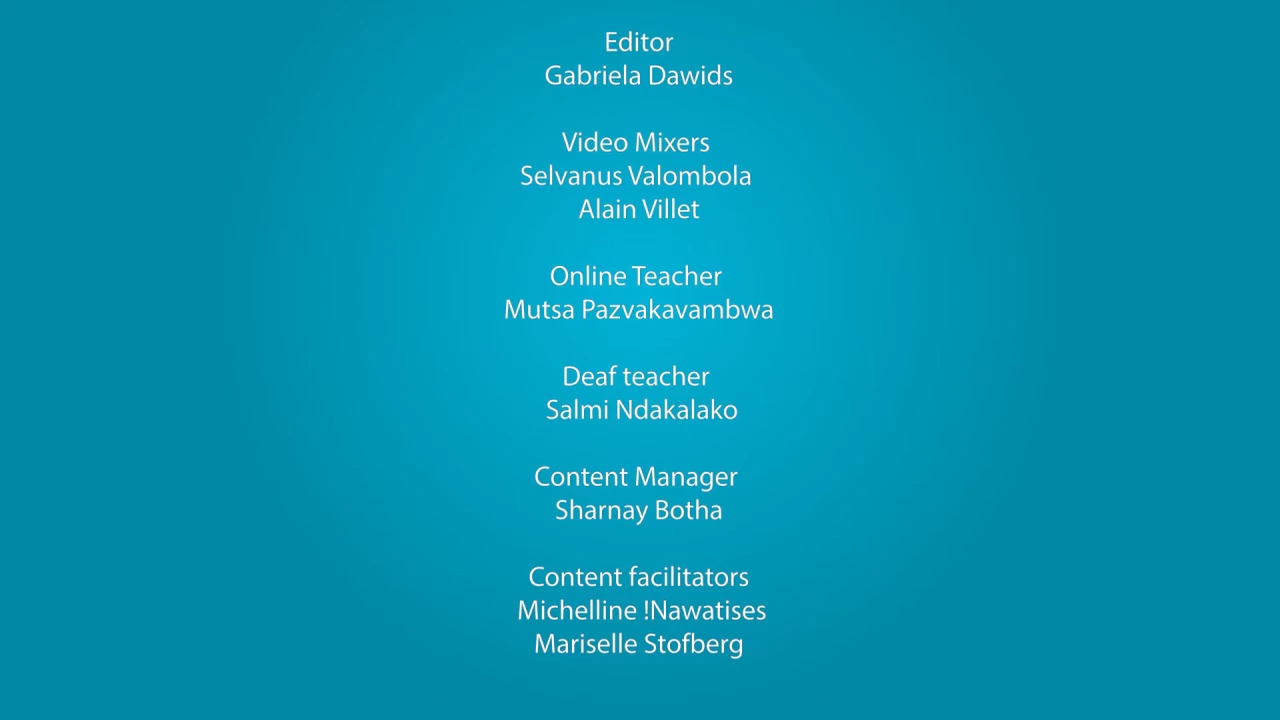 Editor
Gabriela Dawids
Video Mixers
Selvanus Valombola
Alain Villet
Online Teacher
Mutsa Pazvakavambwa
Deaf teacher
Salmi Ndakalako
Content Manager
Sharnay Botha
Content facilitators
Michelline !Nawatises
Mariselle Stofberg